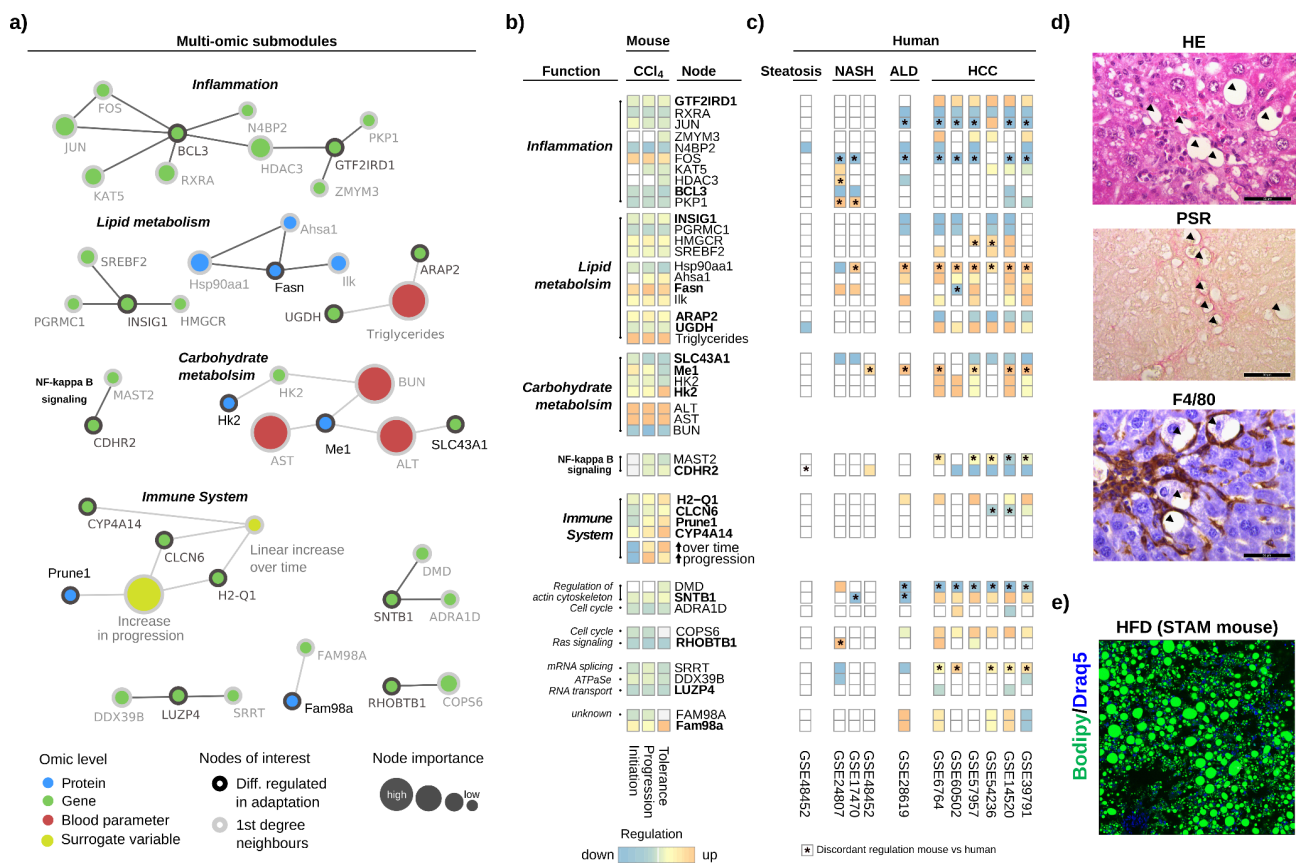 a)
Multi-omic submodules
Inflammation
FOS
JUN
BCL3
N4BP2
HDAC3
PKP1
GTF2IRD1
ZMYM3
KAT5
RXRA
Lipid metabolism
Ahsa1
Hsp90aa1
Fasn
Ilk
SREBF2
PGRMC1
INSIG1
HMGCR
ARAP2
UGDH
Triglycerides
NF-kappa B
signaling
MAST2
CDHR2
Carbohydrate
metabolsim
HK2
Hk2
BUN
AST
Me1
ALT
SLC43A1
Immune System
CYP4A14
CLCN6
Linear increase
over time
Prune1
H2-Q1
Increase
in progression
DMD
SNTB1
ADRA1D
FAM98A
Fam98a
DDX39B
LUZP4
SRRT
RHOBTB1
COPS6
Omic level
Protein
Gene
Blood parameter
Surrogate variable
Nodes of interest
Diff. regulated
in adaptation
1st degree
neighbours
Node importance
high
low
b)
Mouse
Function
CCl4
Node
Inflammation
GTF2IRD1
RXRA
JUN
ZMYM3
N4BP2
FOS
KAT5
HDAC3
BCL3
PKP1
Lipid
metabolsim
INSIG1
PGRMC1
HMGCR
SREBF2
Hsp90aa1
Ahsa1
Fasn
Ilk
ARAP2
UGDH
Triglycerides
Carbohydrate
metabolsim
SLC43A1
Me1
HK2
Hk2
ALT
AST
BUN
NF-kappa B
signaling
MAST2
CDHR2
Immune
System
H2−Q1
CLCN6
Prune1
CYP4A14
over time
progression
Regulation of
actin cytoskeleton
DMD
SNTB1
Cell cycle
ADRA1D
Cell cycle
COPS6
Ras signaling
RHOBTB1
mRNA splicing
SRRT
ATPaSe
DDX39B
RNA transport
LUZP4
unknown
FAM98A
Fam98a
Initiation
Progression
Tolerance
Regulation
down
up
c)
Human
Steatosis
NASH
ALD
HCC
GSE48452
GSE24807
GSE17470
GSE48452
GSE28619
GSE6764
GSE60502
GSE57957
GSE54236
GSE14520
GSE39791
* Discordant regulation mouse vs human
d)
HE
PSR
F4/80
e)
HFD (STAM mouse)
Bodipy/Draq5